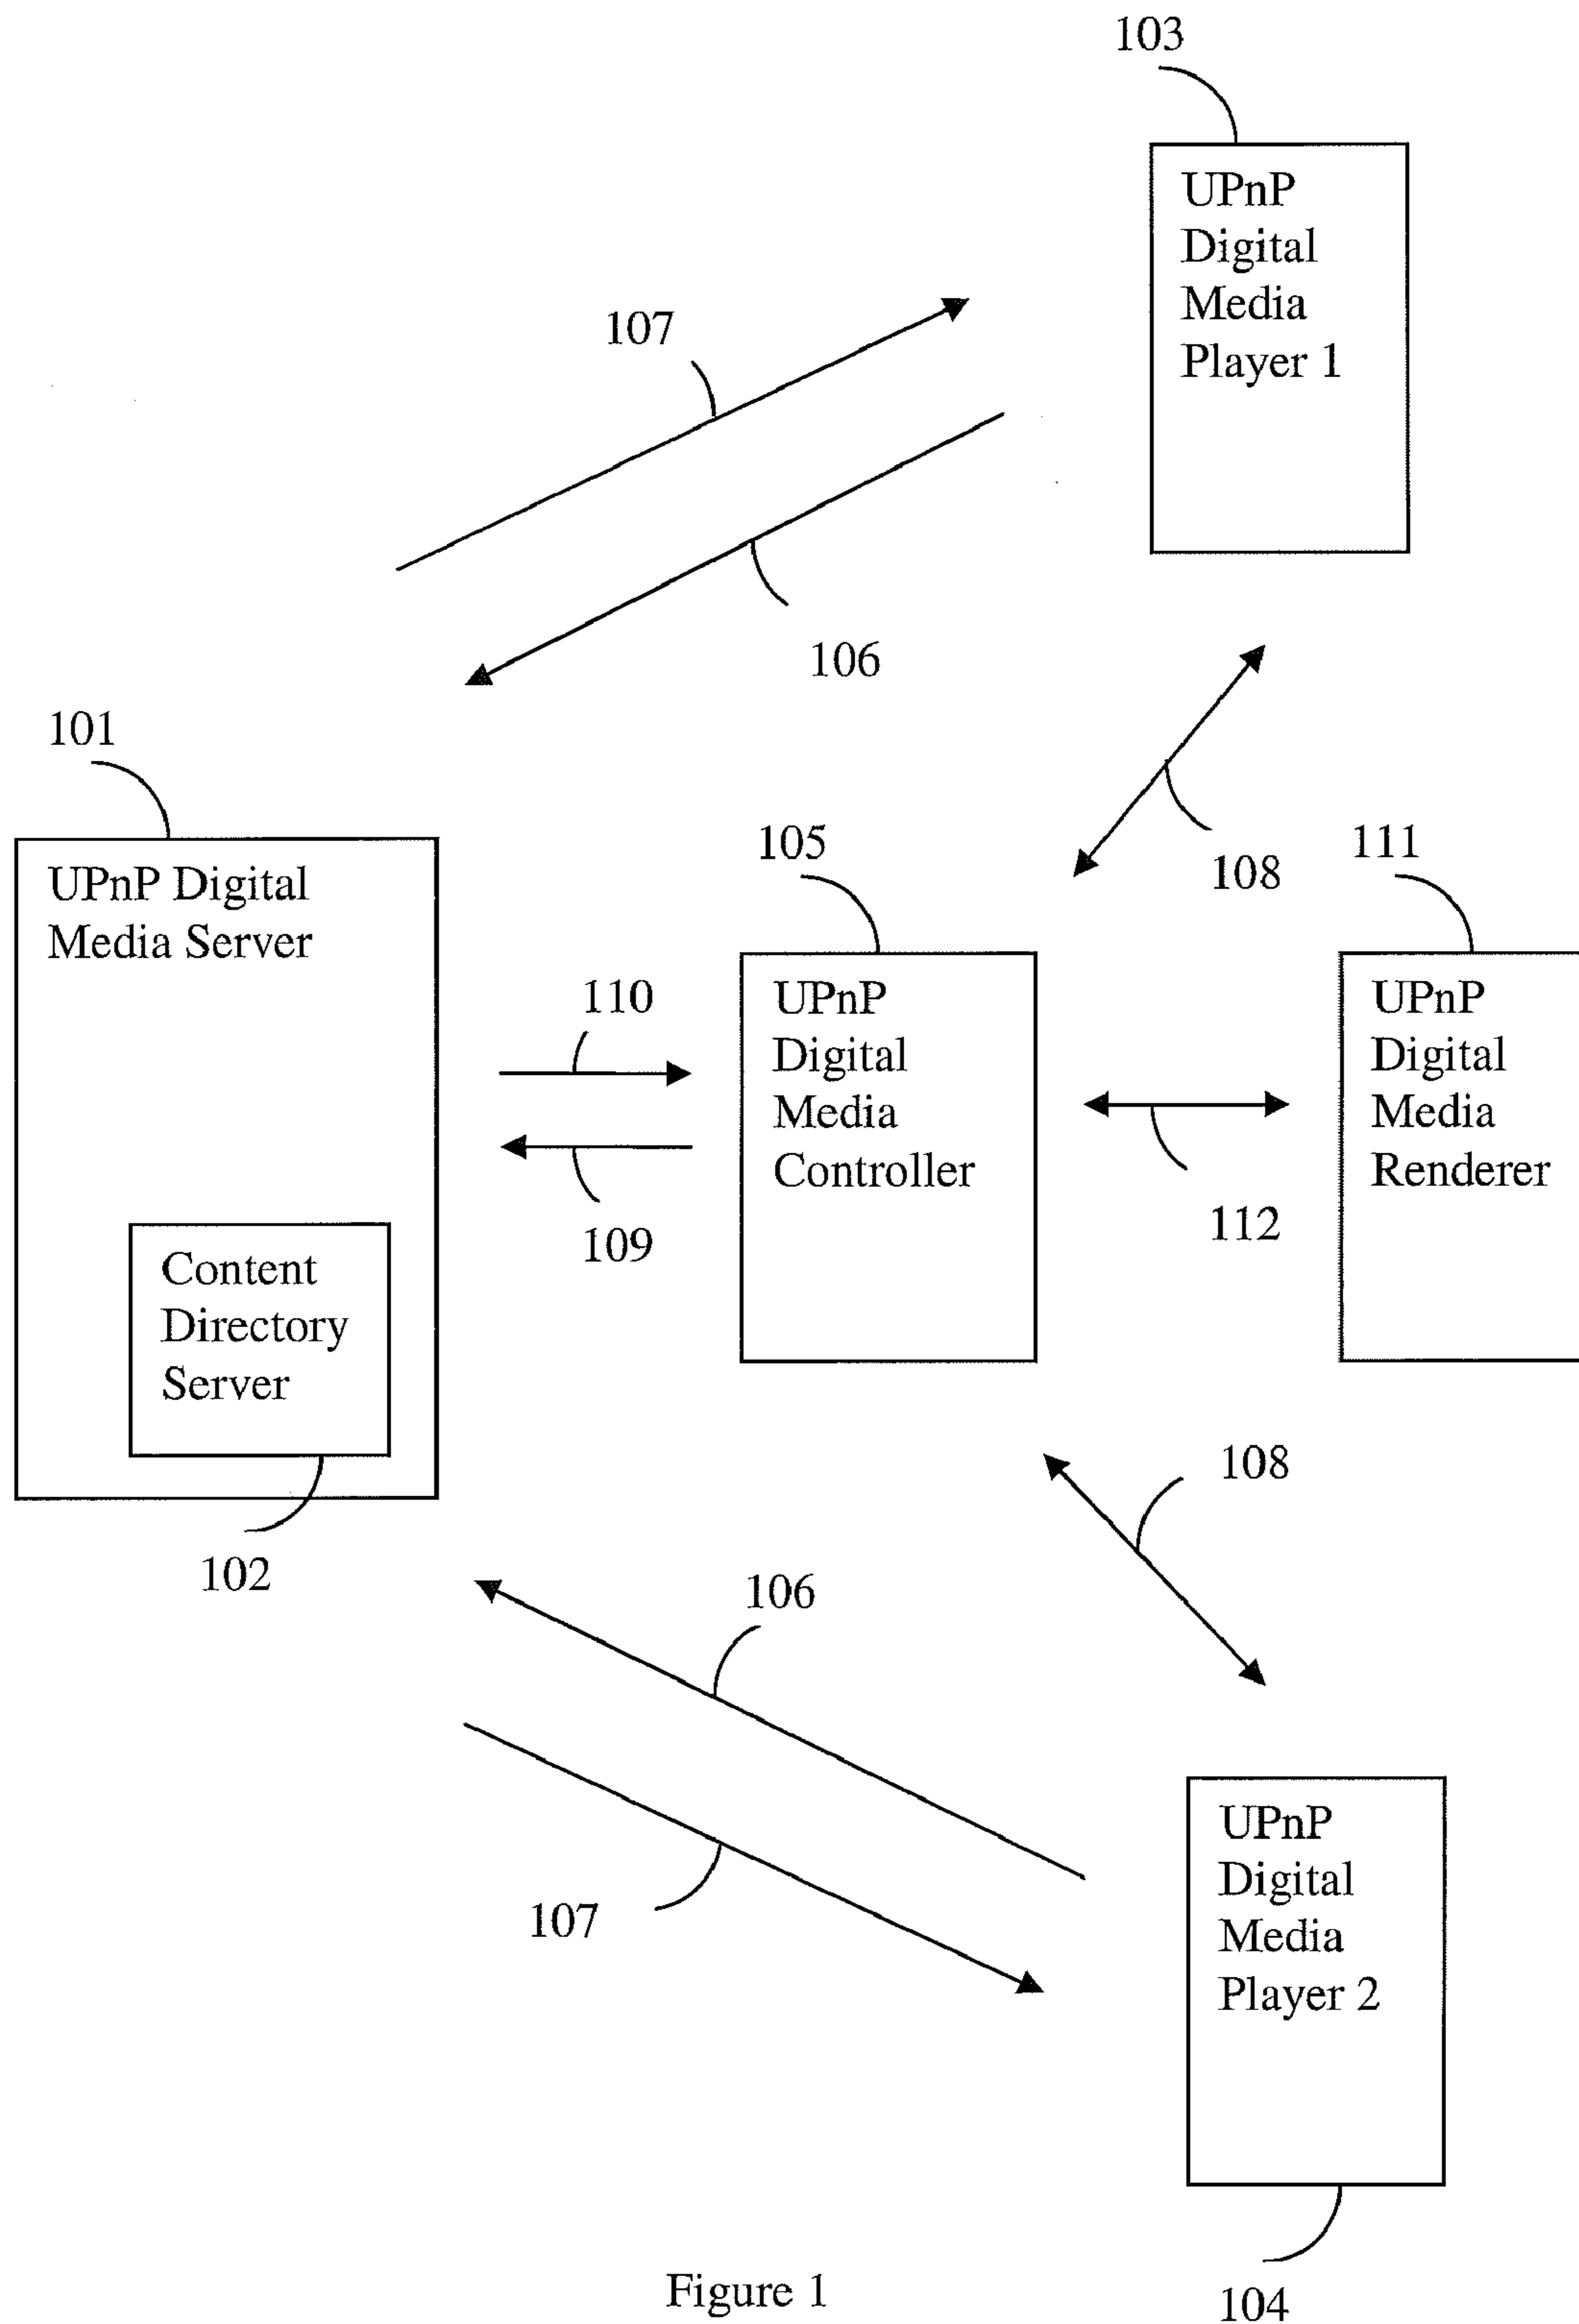 103
UPnP
Digital
Media
Player 1
107
106
101
UPnP Digital
Media Server
108
105
111
110
UPnP
Digital
Media
Controller
UPnP
Digital
Media
Renderer
109
112
Content
Directory
Server
102
108
106
107
UPnP
Digital
Media
Player 2
104
Figure 1